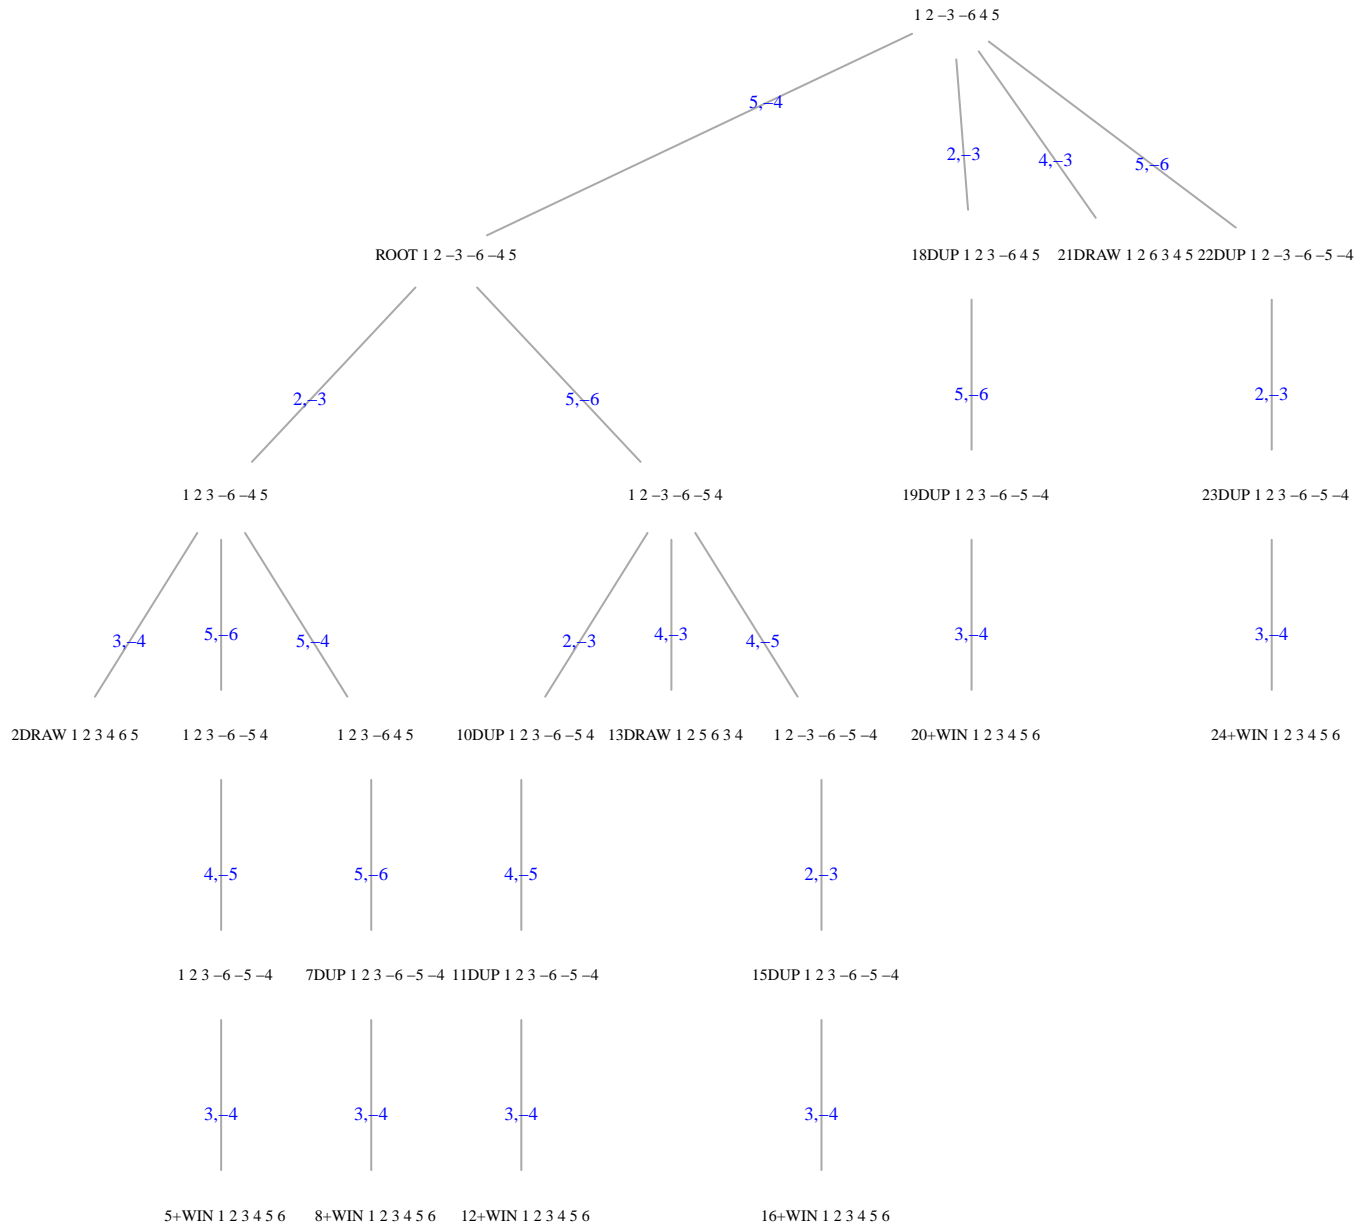 1 2 −3 −6 4 5
5,−4
2,−3
4,−3
5,−6
ROOT 1 2 −3 −6 −4 5
18DUP 1 2 3 −6 4 5
21DRAW 1 2 6 3 4 5
22DUP 1 2 −3 −6 −5 −4
2,−3
5,−6
5,−6
2,−3
1 2 3 −6 −4 5
1 2 −3 −6 −5 4
19DUP 1 2 3 −6 −5 −4
23DUP 1 2 3 −6 −5 −4
3,−4
5,−6
5,−4
2,−3
4,−3
4,−5
3,−4
3,−4
2DRAW 1 2 3 4 6 5
1 2 3 −6 −5 4
1 2 3 −6 4 5
10DUP 1 2 3 −6 −5 4
13DRAW 1 2 5 6 3 4
1 2 −3 −6 −5 −4
20+WIN 1 2 3 4 5 6
24+WIN 1 2 3 4 5 6
4,−5
5,−6
4,−5
2,−3
1 2 3 −6 −5 −4
7DUP 1 2 3 −6 −5 −4
11DUP 1 2 3 −6 −5 −4
15DUP 1 2 3 −6 −5 −4
3,−4
3,−4
3,−4
3,−4
5+WIN 1 2 3 4 5 6
8+WIN 1 2 3 4 5 6
12+WIN 1 2 3 4 5 6
16+WIN 1 2 3 4 5 6